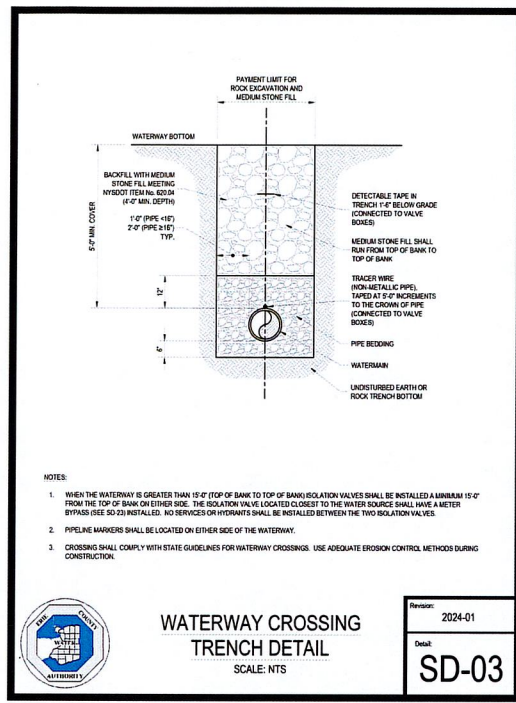 PAYMENT LIMIT FOR
ROCK EXCAVATION AND
MEDIUM STONE FILL
WATERWAY BOTTOM
BACKFILL WITH MEDIUM
STONE FILL MEETING
NYSDOT ITEM No. 620.04
(4'-0" MIN. DEPTH)
1'-0" (PIPE <16")
2'-0" (PIPE ≥16")
TYP.
5'-0" MIN. COVER
12"
6"
DETECTABLE TAPE IN
TRENCH 1'-6" BELOW GRADE
(CONNECTED TO VALVE
BOXES)
MEDIUM STONE FILL SHALL
RUN FROM TOP OF BANK TO
TOP OF BANK
TRACER WIRE
(NON-METALLIC PIPE),
TAPED AT 5'-0" INCREMENTS
TO THE CROWN OF PIPE
(CONNECTED TO VALVE
BOXES)
PIPE BEDDING
WATERMAIN
UNDISTURBED EARTH OR
ROCK TRENCH BOTTOM
NOTES:
1. WHEN THE WATERWAY IS GREATER THAN 15'-0" (TOP OF BANK TO TOP OF BANK) ISOLATION VALVES SHALL BE INSTALLED A MINIMUM 15'-0"
FROM THE TOP OF BANK ON EITHER SIDE. THE ISOLATION VALVE LOCATED CLOSEST TO THE WATER SOURCE SHALL HAVE A METER
BYPASS (SEE SD-23) INSTALLED. NO SERVICES OR HYDRANTS SHALL BE INSTALLED BETWEEN THE TWO ISOLATION VALVES.
2. PIPELINE MARKERS SHALL BE LOCATED ON EITHER SIDE OF THE WATERWAY.
3. CROSSING SHALL COMPLY WITH STATE GUIDELINES FOR WATERWAY CROSSINGS. USE ADEQUATE EROSION CONTROL METHODS DURING
CONSTRUCTION.
ERIE COUNTY
WATER
AUTHORITY
WATERWAY CROSSING
TRENCH DETAIL
SCALE: NTS
Revision:
2024-01
Detail:
SD-03